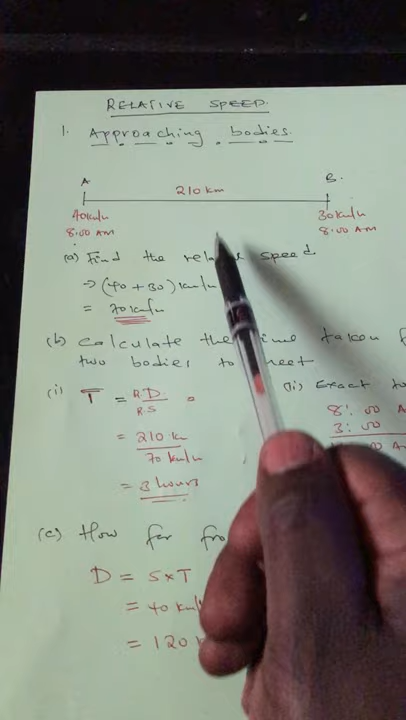 RELATIVE SPEED.
1. Approaching bodies.
A B.
210 km
40km/h 30km/h
8:00 AM 8:00 AM
(a) Find the speed
→ (40 + 30) km/h
= 70km/h
(b) Calculate the time taken
two bodies to meet
(i) T = R.D. (ii) Exact
R.S
8: 00 A
3: 00
= 210 km
70 km/h
00 A
= 3 hours
(c) How far
D = S×T
= 40 km/
= 120